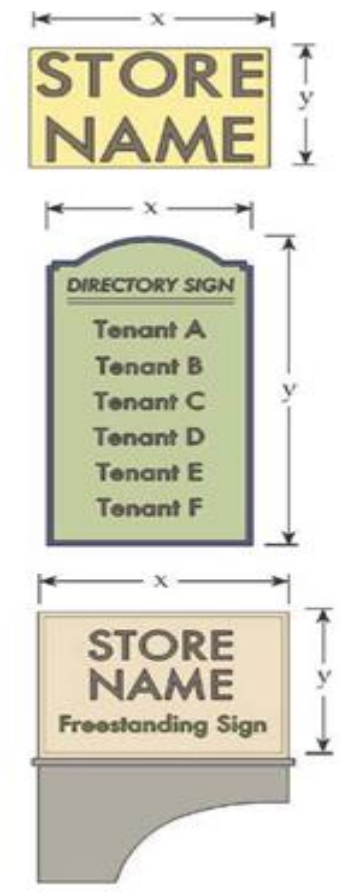 x
STORE
NAME
y
x
DIRECTORY SIGN
Tenant A
Tenant B
Tenant C
Tenant D
Tenant E
Tenant F
y
x
STORE
NAME
Freestanding Sign
y